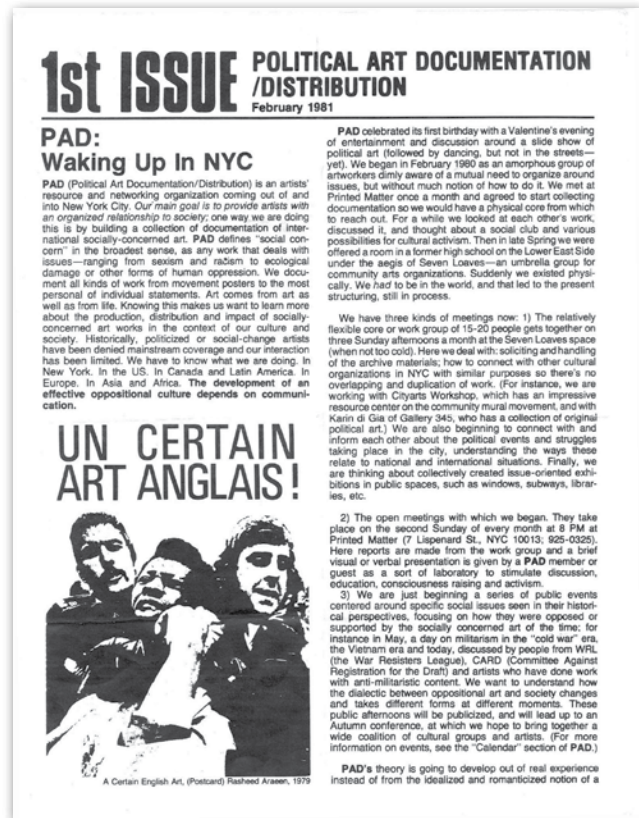 1st ISSUE
POLITICAL ART DOCUMENTATION
/DISTRIBUTION
February 1981
PAD:
Waking Up In NYC
PAD (Political Art Documentation/Distribution) is an artists'
resource and networking organization coming out of and
into New York City. Our main goal is to provide artists with
an organized relationship to society; one way we are doing
this is by building a collection of documentation of inter-
national socially-concerned art. PAD defines "social con-
cern" in the broadest sense, as any work that deals with
issues—ranging from sexism and racism to ecological
damage or other forms of human oppression. We docu-
ment all kinds of work from movement posters to the most
personal of individual statements. Art comes from art as
well as from life. Knowing this makes us want to learn more
about the production, distribution and impact of socially-
concerned art works in the context of our culture and
society. Historically, politicized or social-change artists
have been denied mainstream coverage and our interaction
has been limited. We have to know what we are doing. In
New York. In the US. In Canada and Latin America. In
Europe. In Asia and Africa. The development of an
effective oppositional culture depends on communi-
cation.
UN CERTAIN
ART ANGLAIS!
A Certain English Art, (Postcard) Rasheed Araeen, 1979
PAD celebrated its first birthday with a Valentine's evening
of entertainment and discussion around a slide show of
political art (followed by dancing, but not in the streets—
yet). We began in February 1980 as an amorphous group of
artworkers dimly aware of a mutual need to organize around
issues, but without much notion of how to do it. We met at
Printed Matter once a month and agreed to start collecting
documentation so we would have a physical core from which
to reach out. For a while we looked at each other's work,
discussed it, and thought about a social club and various
possibilities for cultural activism. Then in late Spring we were
offered a room in a former high school on the Lower East Side
under the aegis of Seven Loaves—an umbrella group for
community arts organizations. Suddenly we existed physi-
cally. We had to be in the world, and that led to the present
structuring, still in process.
We have three kinds of meetings now: 1) The relatively
flexible core or work group of 15-20 people gets together on
three Sunday afternoons a month at the Seven Loaves space
(when not too cold). Here we deal with: soliciting and handling
of the archive materials; how to connect with other cultural
organizations in NYC with similar purposes so there's no
overlapping and duplication of work. (For instance, we are
working with Cityarts Workshop, which has an impressive
resource center on the community mural movement, and with
Karin di Gia of Gallery 345, who has a collection of original
political art.) We are also beginning to connect with and
inform each other about the political events and struggles
taking place in the city, understanding the ways these
relate to national and international situations. Finally, we
are thinking about collectively created issue-oriented exhi-
bitions in public spaces, such as windows, subways, librar-
ies, etc.
2) The open meetings with which we began. They take
place on the second Sunday of every month at 8 PM at
Printed Matter (7 Lispenard St., NYC 10013; 925-0325).
Here reports are made from the work group and a brief
visual or verbal presentation is given by a PAD member or
guest as a sort of laboratory to stimulate discussion,
education, consciousness raising and activism.
3) We are just beginning a series of public events
centered around specific social issues seen in their histori-
cal perspectives, focusing on how they were opposed or
supported by the socially concerned art of the time; for
instance in May, a day on militarism in the "cold war" era,
the Vietnam era and today, discussed by people from WRL
(the War Resisters League), CARD (Committee Against
Registration for the Draft) and artists who have done work
with anti-militaristic content. We want to understand how
the dialectic between oppositional art and society changes
and takes different forms at different moments. These
public afternoons will be publicized, and will lead up to an
Autumn conference, at which we hope to bring together a
wide coalition of cultural groups and artists. (For more
information on events, see the "Calendar" section of PAD.)
PAD's theory is going to develop out of real experience
instead of from the idealized and romanticized notion of a